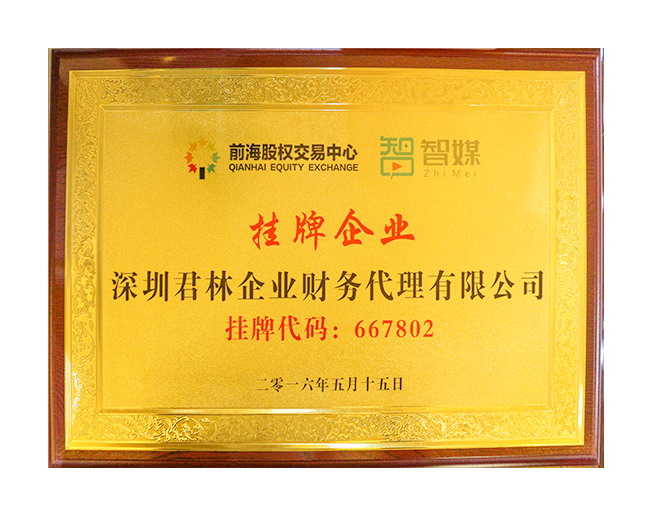 前海股权交易中心 智媒
QIANHAI EQUITY EXCHANGE ZhiMei
挂牌企业
深圳君林企业财务代理有限公司
挂牌代码：667802
二零一六年五月十五日